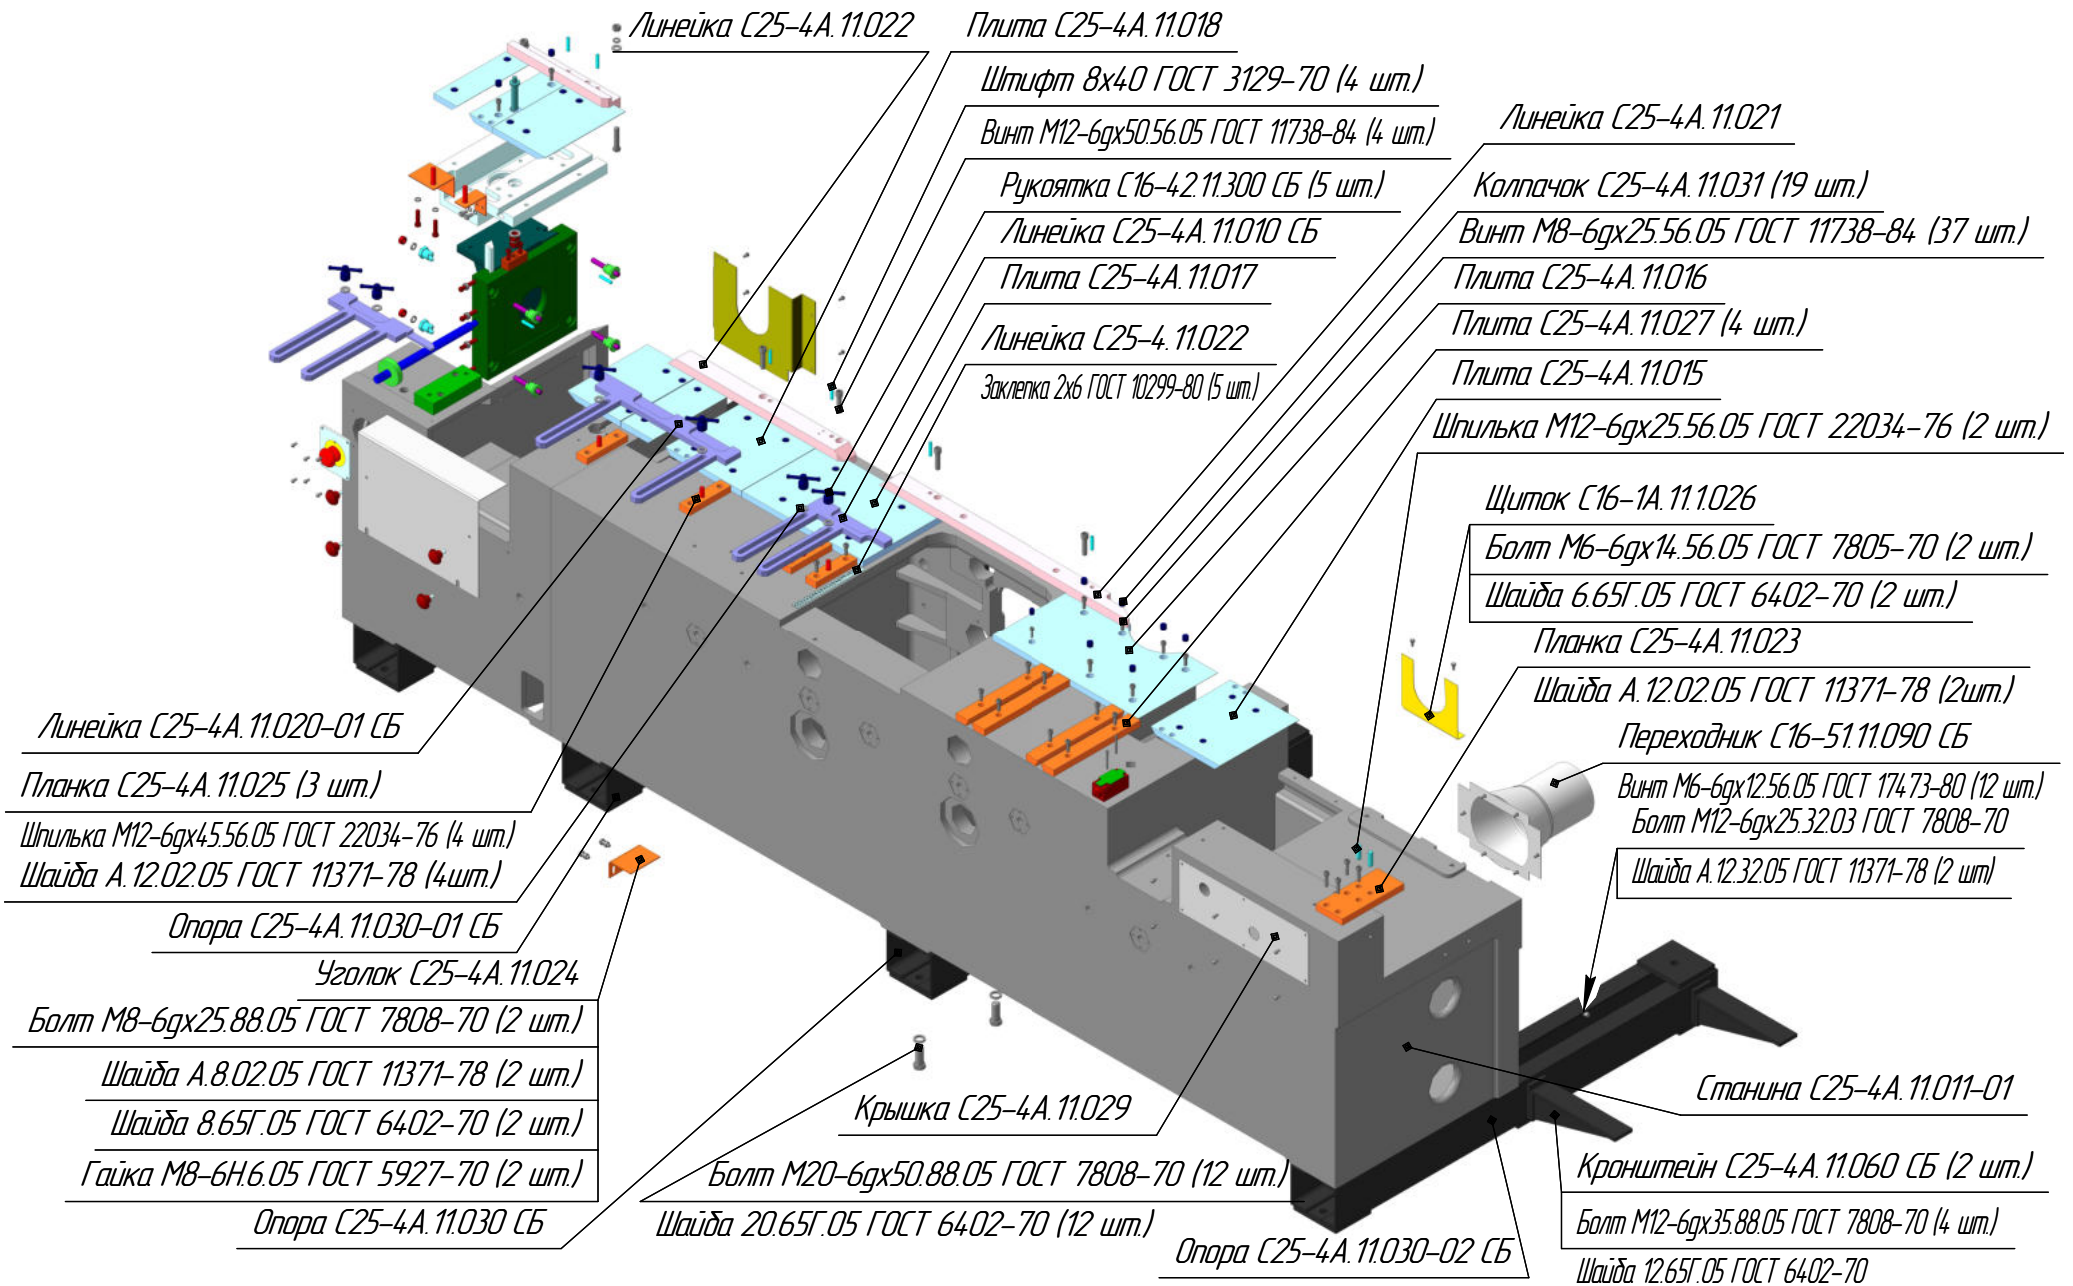 Линейка С25-4А.11.022
Плита С25-4А.11.018
Штифт 8х40 ГОСТ 3129-70 (4 шт.)
Винт М12-6gх50.56.05 ГОСТ 11738-84 (4 шт.)
Рукоятка С16-42.11.300 СБ (5 шт.)
Линейка С25-4А.11.010 СБ
Плита С25-4А.11.017
Линейка С25-4.11.022
Заклепка 2х6 ГОСТ 10299-80 (5 шт.)
Линейка С25-4А.11.021
Колпачок С25-4А.11.031 (19 шт.)
Винт М8-6gх25.56.05 ГОСТ 11738-84 (37 шт.)
Плита С25-4А.11.016
Плита С25-4А.11.027 (4 шт.)
Плита С25-4А.11.015
Шпилька М12-6gх25.56.05 ГОСТ 22034-76 (2 шт.)
Щиток С16-1А.11.1.026
Болт М6-6gх14.56.05 ГОСТ 7805-70 (2 шт.)
Шайба 6.65Г.05 ГОСТ 6402-70 (2 шт.)
Планка С25-4А.11.023
Шайба А.12.02.05 ГОСТ 11371-78 (2шт.)
Переходник С16-51.11.090 СБ
Винт М6-6gх12.56.05 ГОСТ 17473-80 (12 шт.)
Болт М12-6gх25.32.03 ГОСТ 7808-70
Шайба А.12.32.05 ГОСТ 11371-78 (2 шт)
Линейка С25-4А.11.020-01 СБ
Планка С25-4А.11.025 (3 шт.)
Шпилька М12-6gх45.56.05 ГОСТ 22034-76 (4 шт.)
Шайба А.12.02.05 ГОСТ 11371-78 (4шт.)
Опора С25-4А.11.030-01 СБ
Уголок С25-4А.11.024
Болт М8-6gх25.88.05 ГОСТ 7808-70 (2 шт.)
Шайба А.8.02.05 ГОСТ 11371-78 (2 шт.)
Шайба 8.65Г.05 ГОСТ 6402-70 (2 шт.)
Гайка М8-6Н.6.05 ГОСТ 5927-70 (2 шт.)
Опора С25-4А.11.030 СБ
Крышка С25-4А.11.029
Болт М20-6gх50.88.05 ГОСТ 7808-70 (12 шт.)
Шайба 20.65Г.05 ГОСТ 6402-70 (12 шт.)
Станина С25-4А.11.011-01
Кронштейн С25-4А.11.060 СБ (2 шт.)
Болт М12-6gх35.88.05 ГОСТ 7808-70 (4 шт.)
Шайба 12.65Г.05 ГОСТ 6402-70
Опора С25-4А.11.030-02 СБ